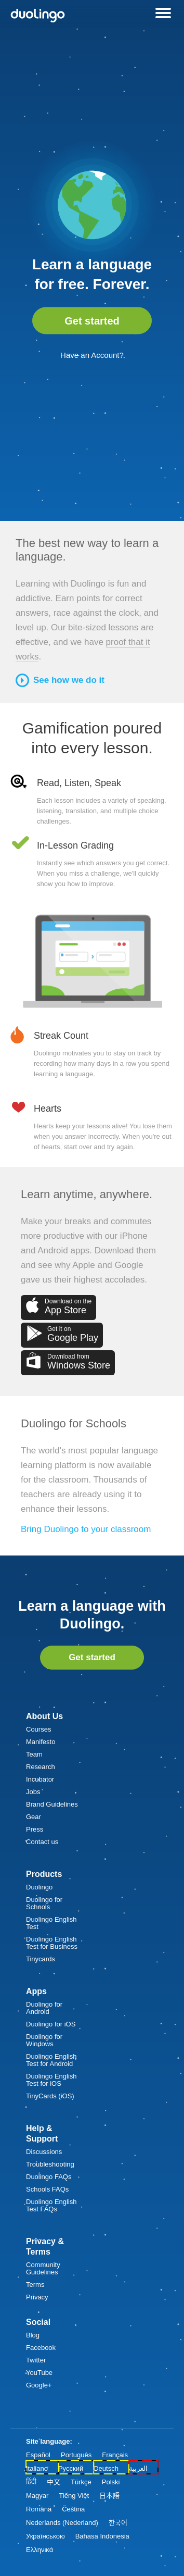 duolingo
Learn a language
for free. Forever.
Get started
Have an Account?
The best new way to learn a
language.
Learning with Duolingo is fun and
addictive. Earn points for correct
answers, race against the clock, and
level up. Our bite-sized lessons are
effective, and we have proof that it
works.
See how we do it
Gamification poured
into every lesson.
Read, Listen, Speak
Each lesson includes a variety of speaking,
listening, translation, and multiple choice
challenges.
In-Lesson Grading
Instantly see which answers you get correct.
When you miss a challenge, we'll quickly
show you how to improve.
Streak Count
Duolingo motivates you to stay on track by
recording how many days in a row you spend
learning a language.
Hearts
Hearts keep your lessons alive! You lose them
when you answer incorrectly. When you're out
of hearts, start over and try again.
Learn anytime, anywhere.
Make your breaks and commutes
more productive with our iPhone
and Android apps. Download them
and see why Apple and Google
gave us their highest accolades.
Download on the
App Store
Get it on
Google Play
Download from
Windows Store
Duolingo for Schools
The world's most popular language
learning platform is now available
for the classroom. Thousands of
teachers are already using it to
enhance their lessons.
Bring Duolingo to your classroom
Learn a language with
Duolingo.
Get started
About Us
Courses
Manifesto
Team
Research
Incubator
Jobs
Brand Guidelines
Gear
Press
Contact us
Products
Duolingo
Duolingo for
Schools
Duolingo English
Test
Duolingo English
Test for Business
Tinycards
Apps
Duolingo for
Android
Duolingo for iOS
Duolingo for
Windows
Duolingo English
Test for Android
Duolingo English
Test for iOS
TinyCards (iOS)
Help &
Support
Discussions
Troubleshooting
Duolingo FAQs
Schools FAQs
Duolingo English
Test FAQs
Privacy &
Terms
Community
Guidelines
Terms
Privacy
Social
Blog
Facebook
Twitter
YouTube
Google+
Site language:
Español Português Français
Italiano Русский Deutsch العربية
हिंदी 中文 Türkçe Polski
Magyar Tiếng Việt 日本語
Română Čeština
Nederlands (Nederland) 한국어
Українською Bahasa Indonesia
Ελληνικά